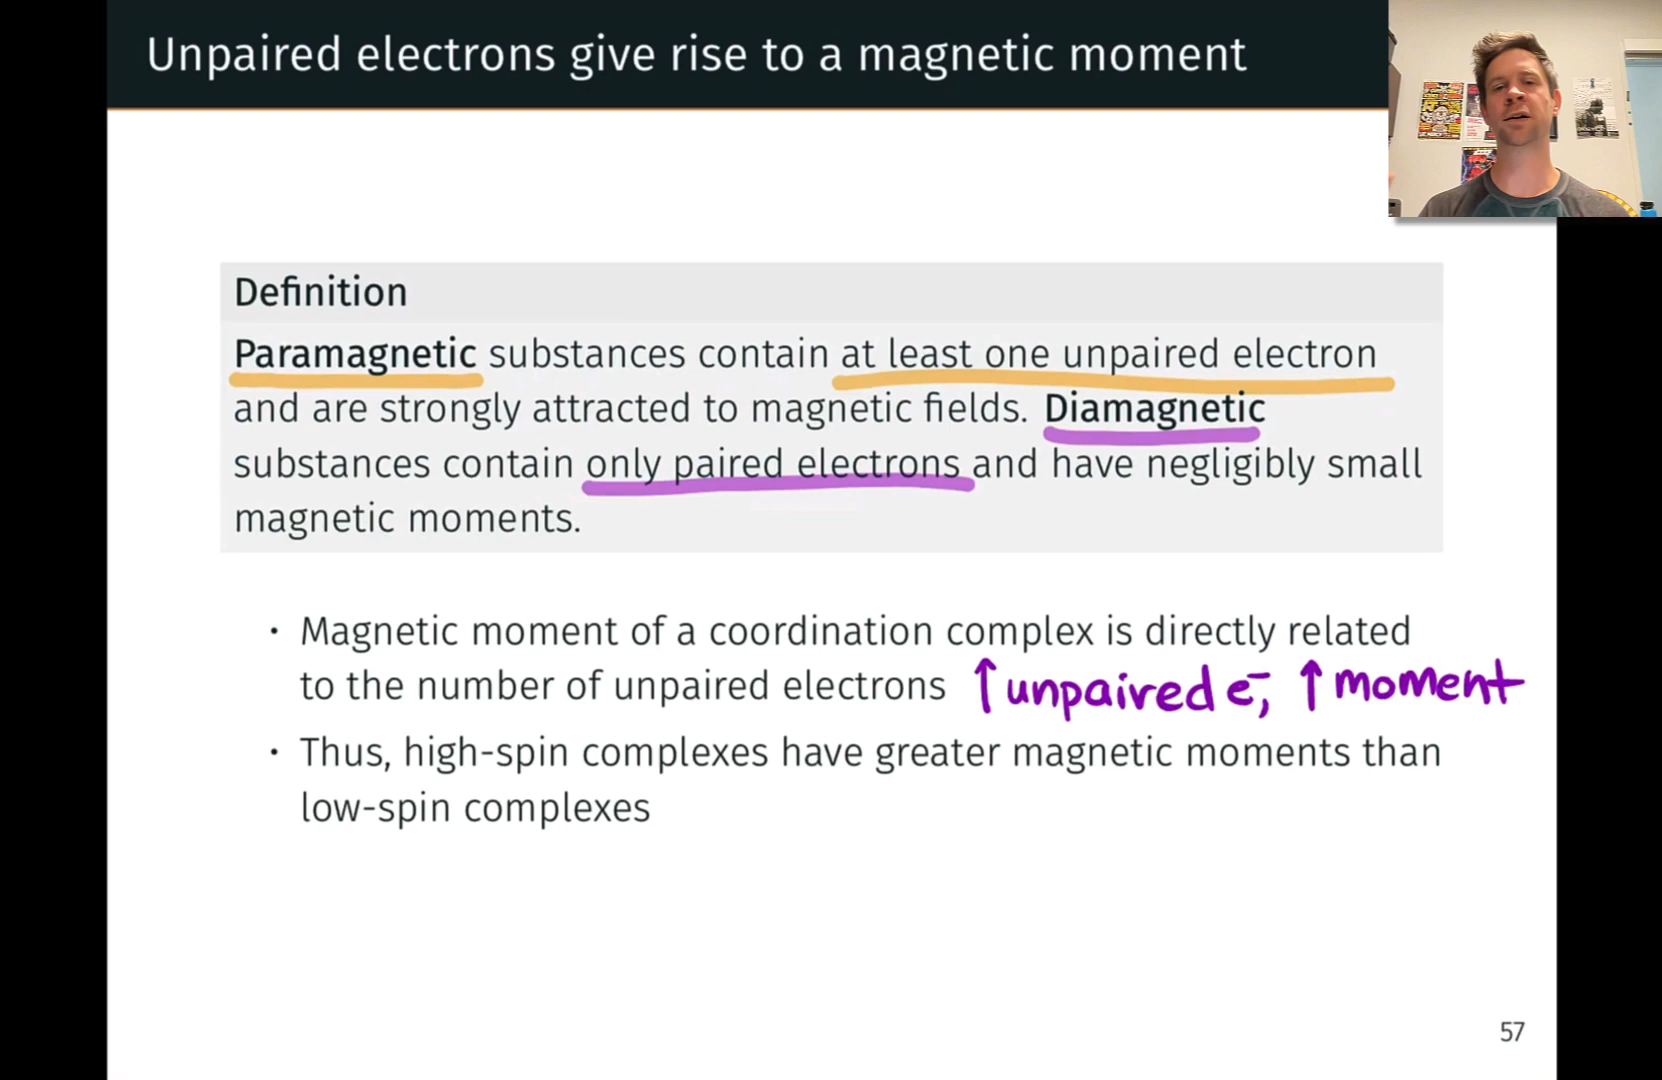 Unpaired electrons give rise to a magnetic moment
Definition
Paramagnetic substances contain at least one unpaired electron
and are strongly attracted to magnetic fields. Diamagnetic
substances contain only paired electrons and have negligibly small
magnetic moments.
· Magnetic moment of a coordination complex is directly related
to the number of unpaired electrons ↑ unpaired e⁻, ↑ moment
· Thus, high-spin complexes have greater magnetic moments than
low-spin complexes
57